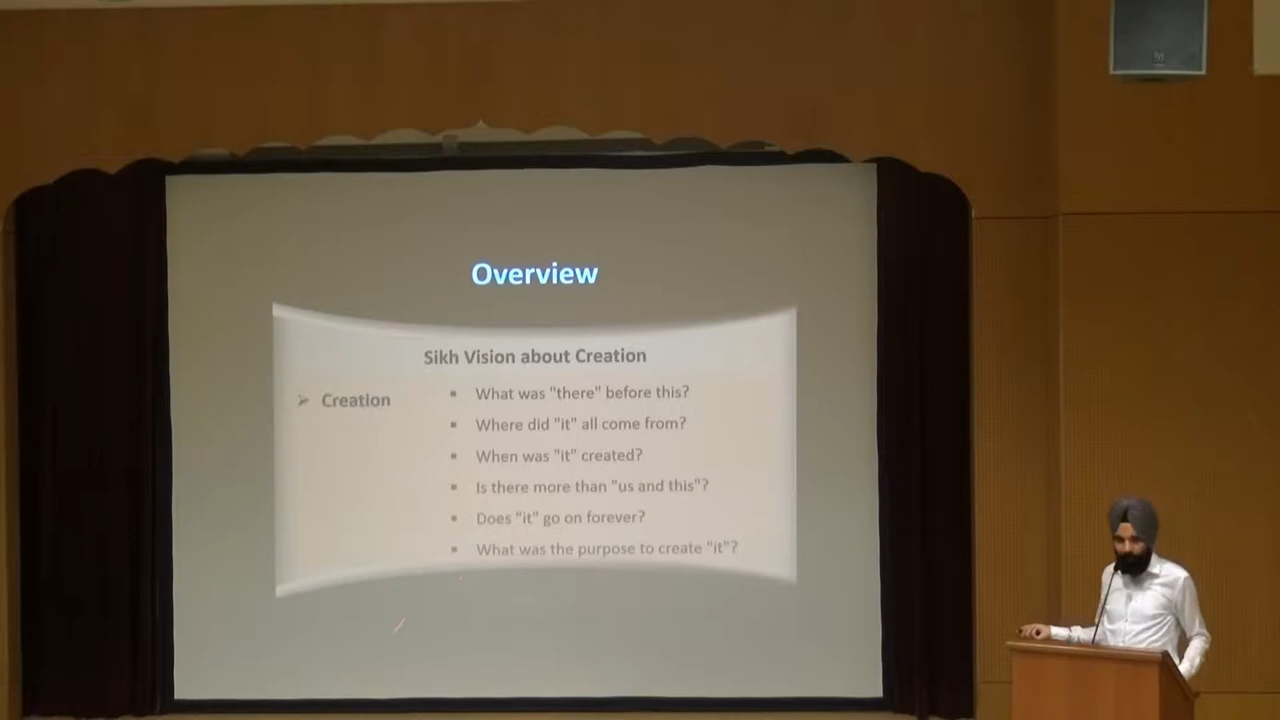 Overview
Sikh Vision about Creation
➢ Creation
▪ What was "there" before this?
▪ Where did "it" all come from?
▪ When was "it" created?
▪ Is there more than "us and this"?
▪ Does "it" go on forever?
▪ What was the purpose to create "it"?